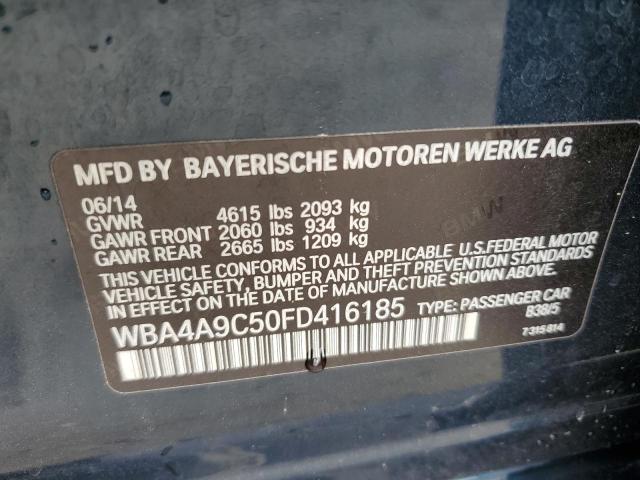 MFD BY BAYERISCHE MOTOREN WERKE AG
06/14
GVWR 4615 lbs 2093 kg
GAWR FRONT 2060 lbs 934 kg
GAWR REAR 2665 lbs 1209 kg
THIS VEHICLE CONFORMS TO ALL APPLICABLE U.S.FEDERAL MOTOR
VEHICLE SAFETY, BUMPER, AND THEFT PREVENTION STANDARDS
IN EFFECT ON THE DATE OF MANUFACTURE SHOWN ABOVE.
WBA4A9C50FD416185 TYPE: PASSENGER CAR
B38/5
7 315 814
BMW